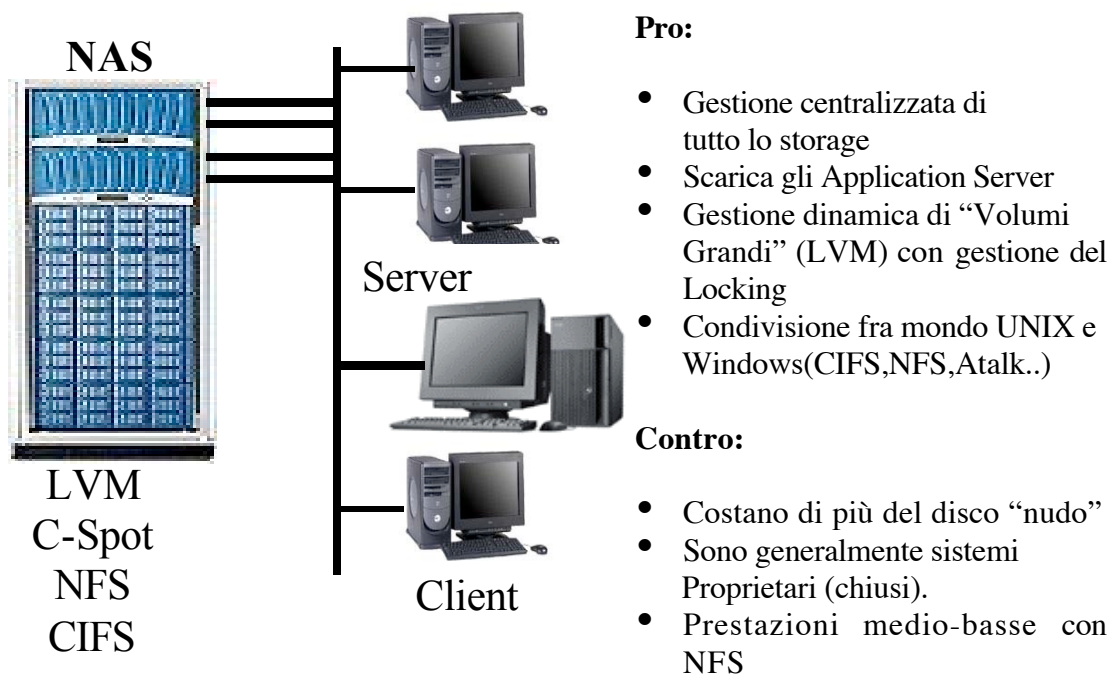 NAS
LVM
C-Spot
NFS
CIFS
Server
Client
Pro:
• Gestione centralizzata di
tutto lo storage
• Scarica gli Application Server
• Gestione dinamica di “Volumi
Grandi” (LVM) con gestione del
Locking
• Condivisione fra mondo UNIX e
Windows(CIFS,NFS,Atalk..)
Contro:
• Costano di più del disco “nudo”
• Sono generalmente sistemi
Proprietari (chiusi).
• Prestazioni medio-basse con
NFS